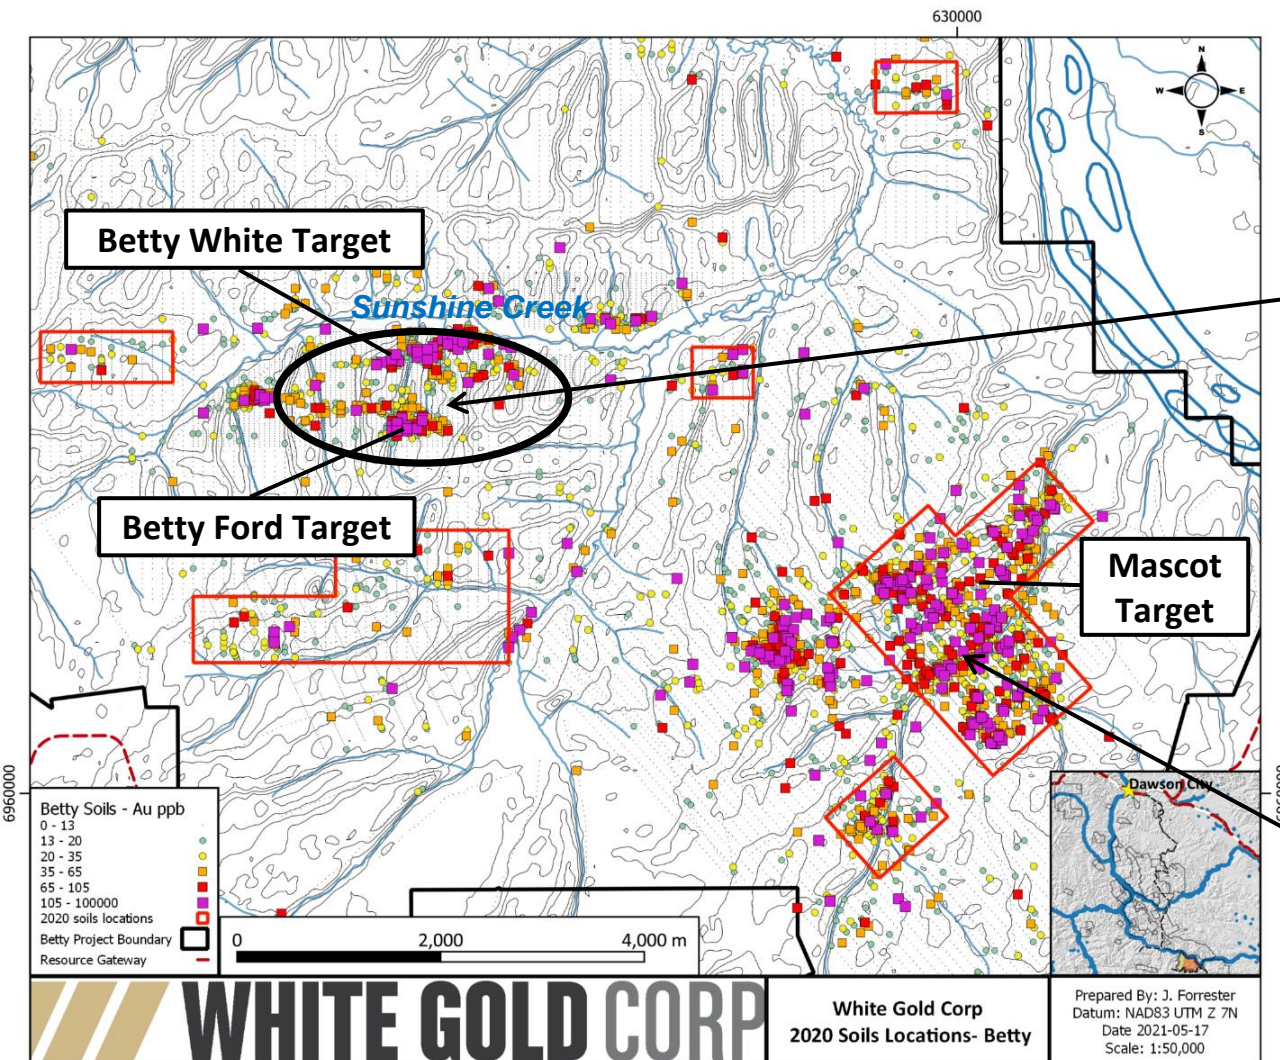 630000
N
W
E
S
Betty White Target
Sunshine Creek
Betty Ford Target
Mascot
Target
6960000
Dawson City
Betty Soils - Au ppb
0 - 13
13 - 20
20 - 35
35 - 65
65 - 105
105 - 100000
2020 soils locations
Betty Project Boundary
Resource Gateway
0
2,000
4,000 m
WHITE GOLD CORP
White Gold Corp
2020 Soils Locations- Betty
Prepared By: J. Forrester
Datum: NAD83 UTM Z 7N
Date 2021-05-17
Scale: 1:50,000